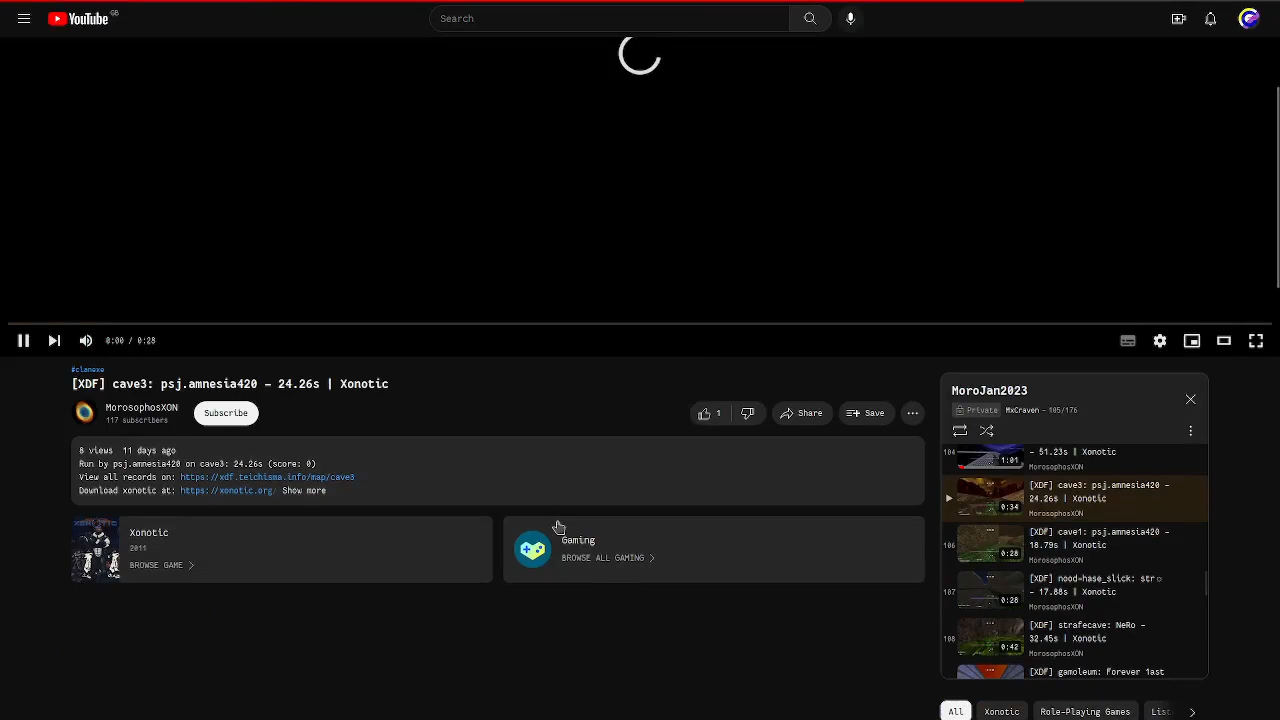 YouTube GB
Search
0:00 / 0:28
#clanexe
[XDF] cave3: psj.amnesia420 – 24.26s | Xonotic
MorosophosXON
117 subscribers
Subscribe
1
Share
Save
8 views 11 days ago
Run by psj.amnesia420 on cave3: 24.26s (score: 0)
View all records on: https://xdf.teichisma.info/map/cave3
Download xonotic at: https://xonotic.org/ Show more
Xonotic
2011
BROWSE GAME
Gaming
BROWSE ALL GAMING
MoroJan2023
Private MxCraven - 105/176
104
1:01
– 51.23s | Xonotic
MorosophosXON
0:34
[XDF] cave3: psj.amnesia420 –
24.26s | Xonotic
MorosophosXON
106
0:28
[XDF] cave1: psj.amnesia420 –
18.79s | Xonotic
MorosophosXON
107
0:28
[XDF] nood=hase_slick: str☼
– 17.88s | Xonotic
MorosophosXON
108
0:42
[XDF] strafecave: NeRo –
32.45s | Xonotic
MorosophosXON
[XDF] gamoleum: Forever 1ast
All
Xonotic
Role-Playing Games
List